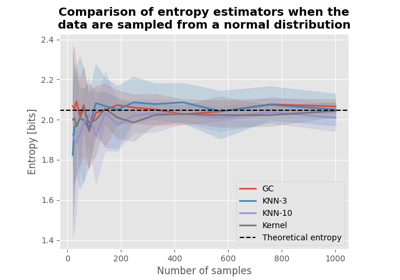 Comparison of entropy estimators when the
data are sampled from a normal distribution
2.4
2.2
2.0
1.8
1.6
1.4
Entropy [bits]
0
200
400
600
800
1000
Number of samples
GC
KNN-3
KNN-10
Kernel
Theoretical entropy